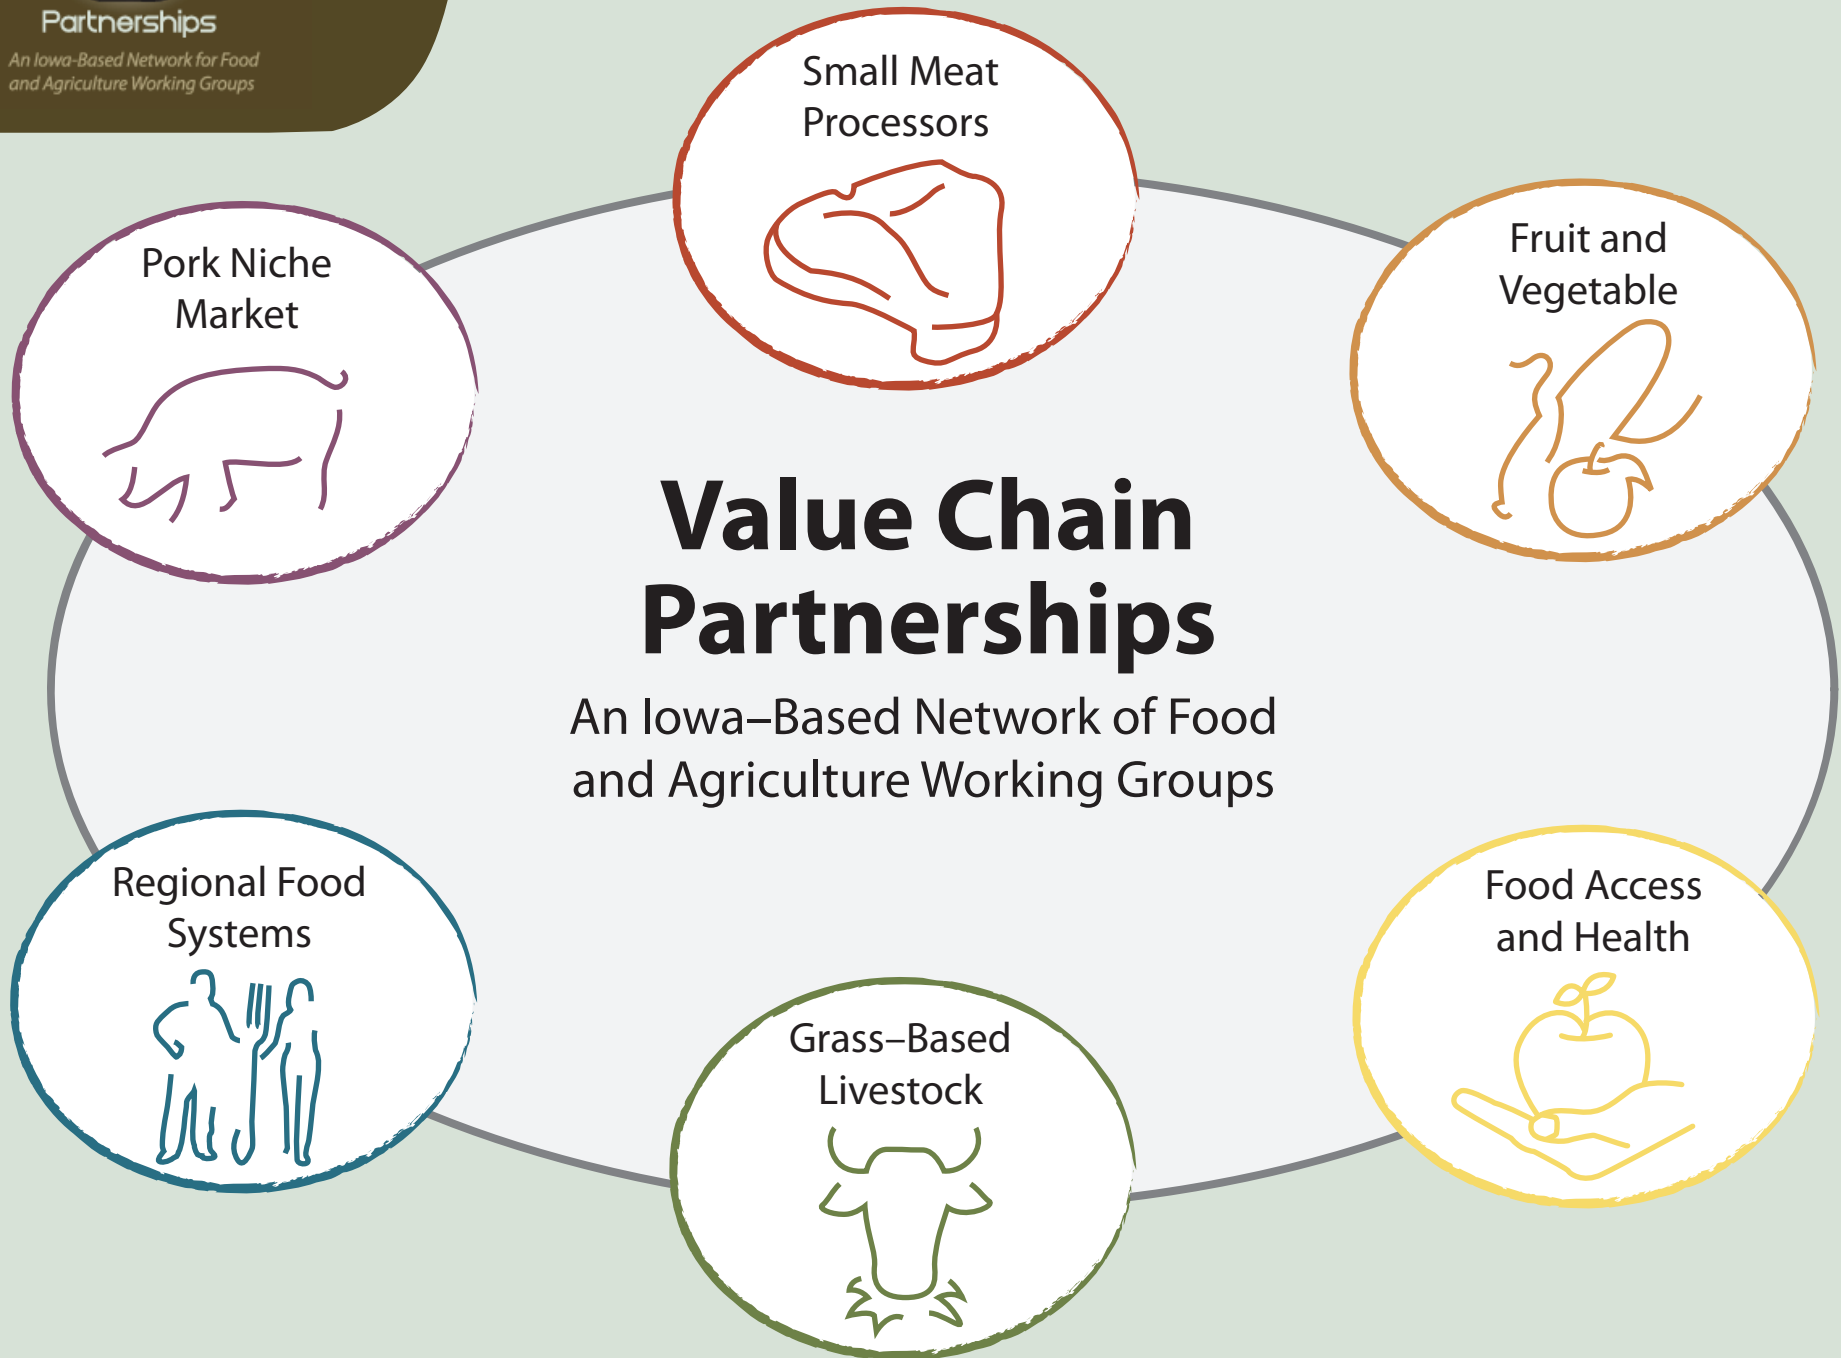 Partnerships
An Iowa-Based Network for Food
and Agriculture Working Groups
Small Meat
Processors
Pork Niche
Market
Fruit and
Vegetable
Value Chain
Partnerships
An Iowa–Based Network of Food
and Agriculture Working Groups
Regional Food
Systems
Food Access
and Health
Grass–Based
Livestock